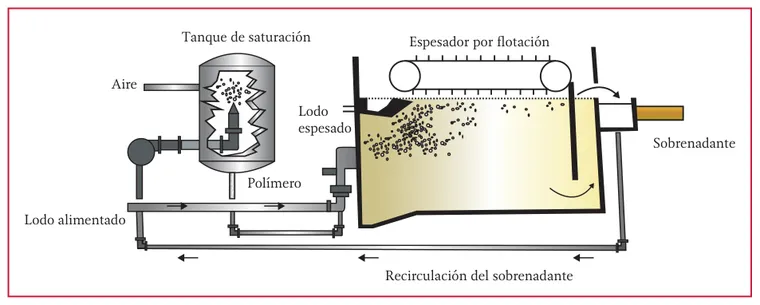 Tanque de saturación
Espesador por flotación
Aire
Lodo
espesado
Sobrenadante
Polímero
Lodo alimentado
Recirculación del sobrenadante